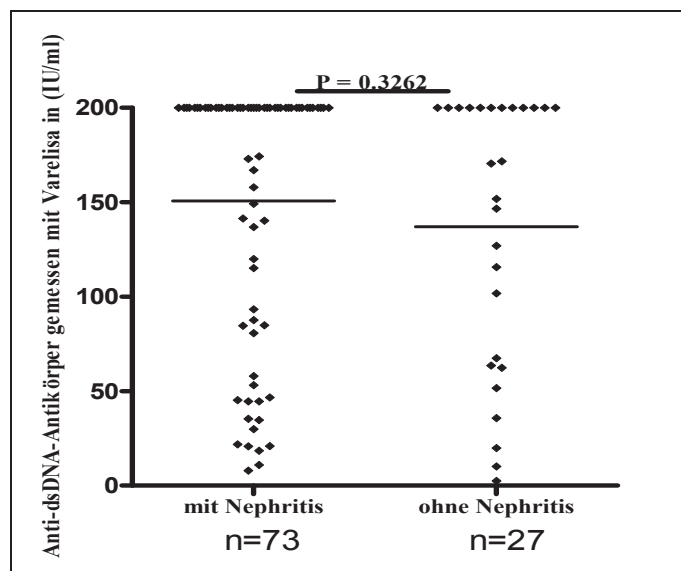 Anti-dsDNA-Antikörper gemessen mit Varelisa in (IU/ml)
P = 0.3262
200
150
100
50
0
mit Nephritis ohne Nephritis
n=73 n=27